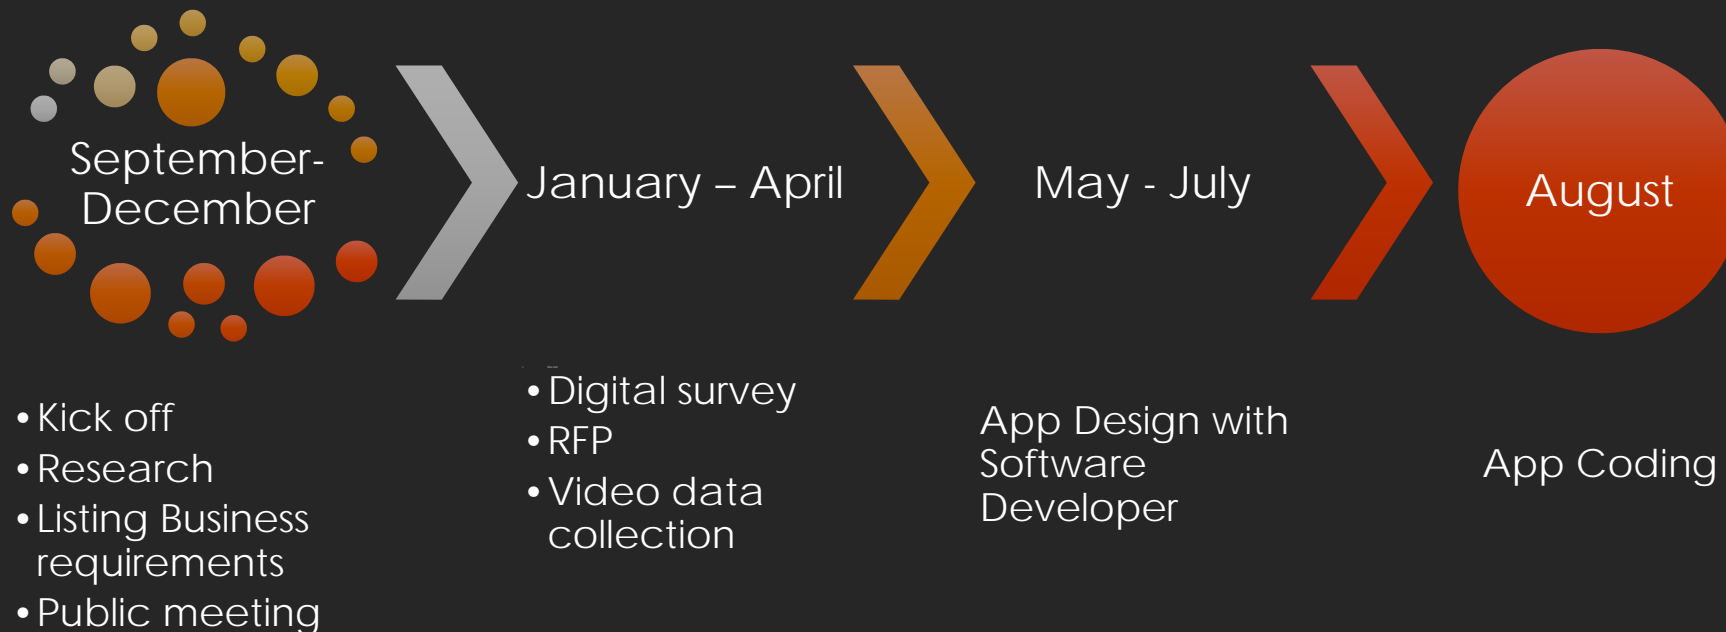 September-
December
January – April
May - July
August
• Kick off
• Research
• Listing Business
requirements
• Public meeting
• Digital survey
• RFP
• Video data
collection
App Design with
Software
Developer
App Coding